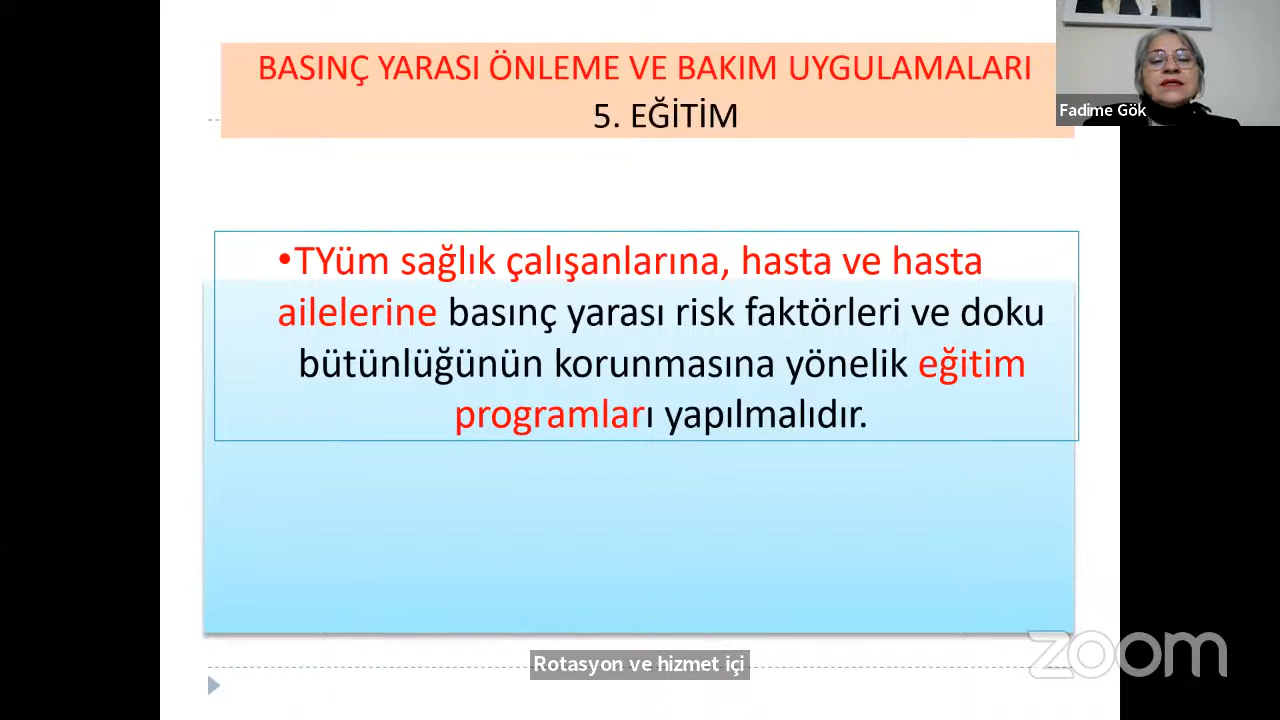 BASINÇ YARASI ÖNLEME VE BAKIM UYGULAMALARI
5. EĞİTİM
Fadime Gök
•TYüm sağlık çalışanlarına, hasta ve hasta
ailelerine basınç yarası risk faktörleri ve doku
bütünlüğünün korunmasına yönelik eğitim
programları yapılmalıdır.
Rotasyon ve hizmet içi
zoom